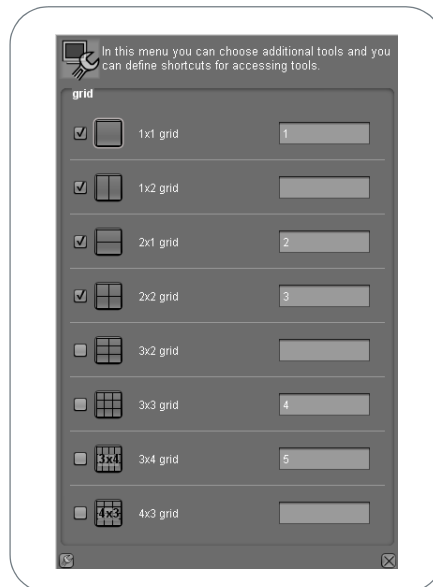 In this menu you can choose additional tools and you
can define shortcuts for accessing tools.
grid
1x1 grid 1
1x2 grid
2x1 grid 2
2x2 grid 3
3x2 grid
3x3 grid 4
3x4 3x4 grid 5
4x3 4x3 grid